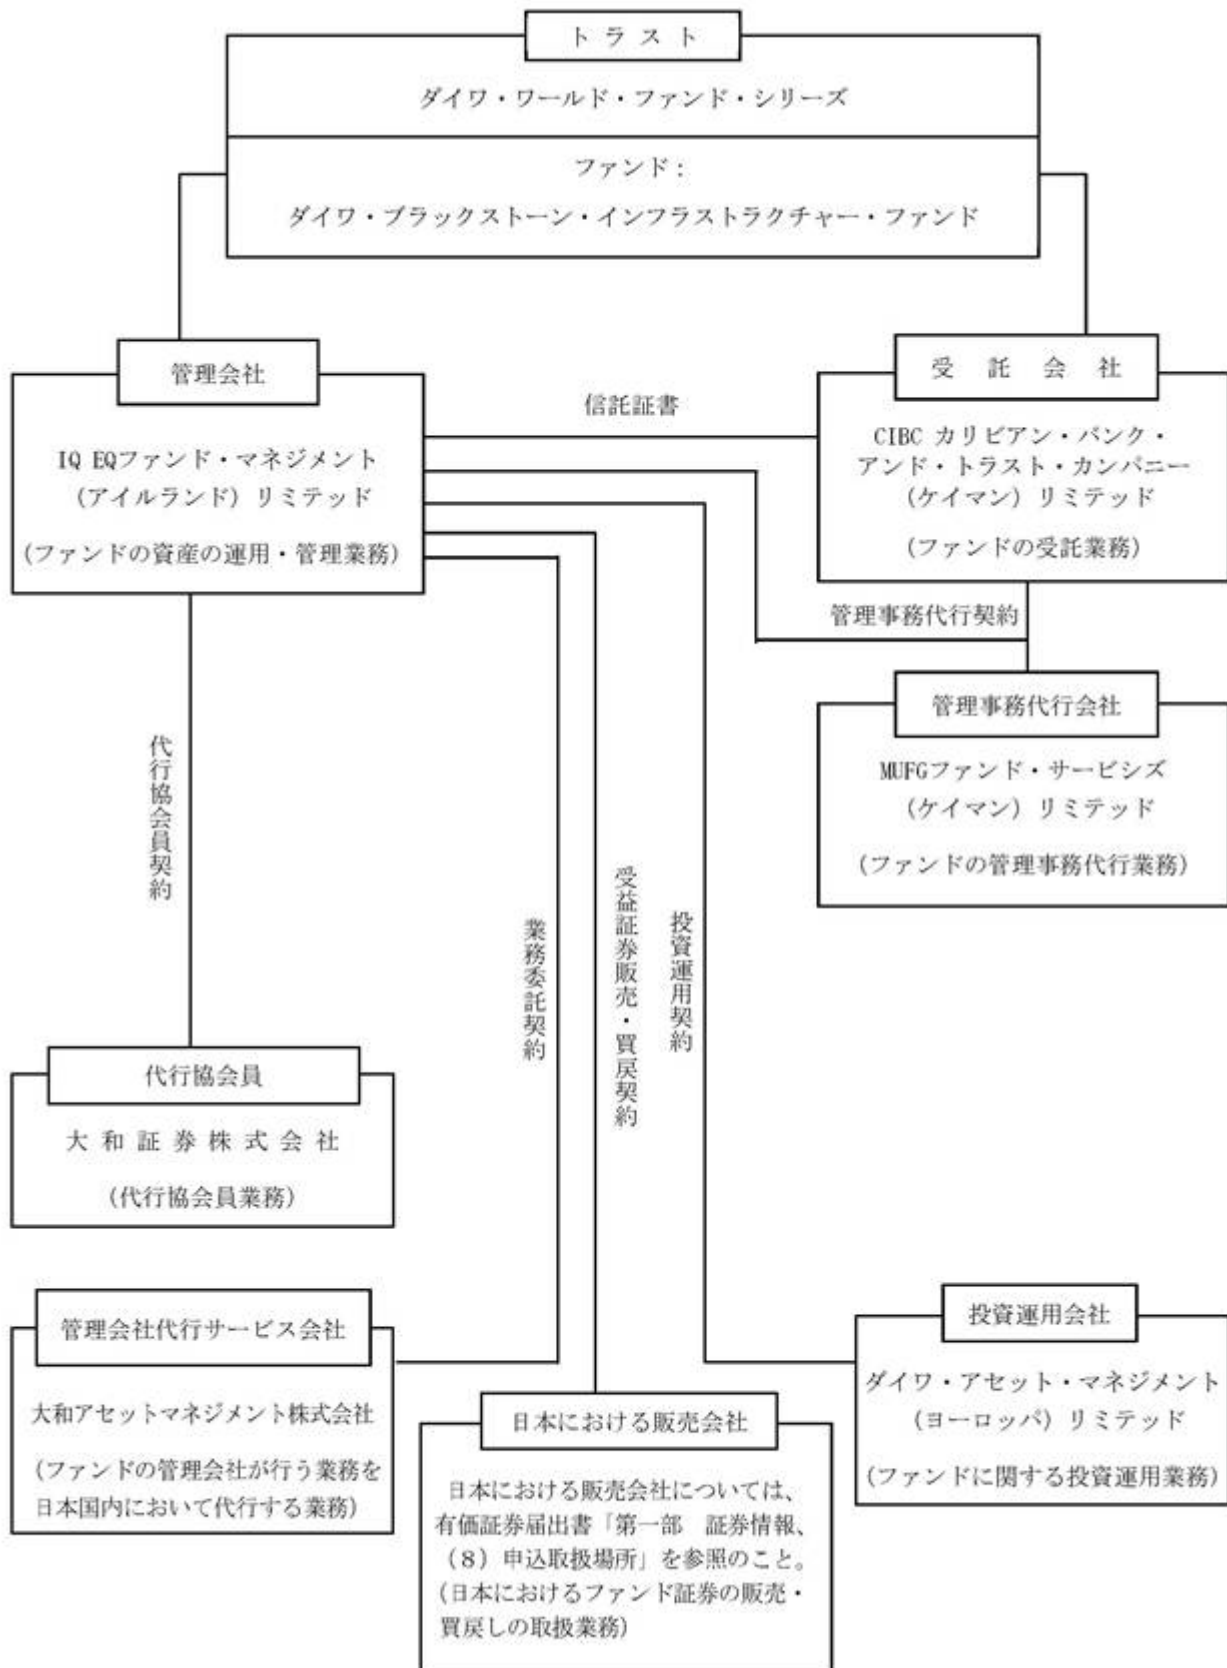 トラスト
ダイワ・ワールド・ファンド・シリーズ
ファンド：
ダイワ・ブラックストーン・インフラストラクチャー・ファンド
管理会社
IQ EQファンド・マネジメント
（アイルランド）リミテッド
（ファンドの資産の運用・管理業務）
信託証書
受託会社
CIBC カリビアン・バンク・
アンド・トラスト・カンパニー
（ケイマン）リミテッド
（ファンドの受託業務）
管理事務代行契約
管理事務代行会社
MUFGファンド・サービシズ
（ケイマン）リミテッド
（ファンドの管理事務代行業務）
代行協会員契約
業務委託契約
受益証券販売・買戻契約
投資運用契約
代行協会員
大和証券株式会社
（代行協会員業務）
管理会社代行サービス会社
大和アセットマネジメント株式会社
（ファンドの管理会社が行う業務を
日本国内において代行する業務）
日本における販売会社
日本における販売会社については、
有価証券届出書「第一部　証券情報、
（８）申込取扱場所」を参照のこと。
（日本におけるファンド証券の販売・
買戻しの取扱業務）
投資運用会社
ダイワ・アセット・マネジメント
（ヨーロッパ）リミテッド
（ファンドに関する投資運用業務）